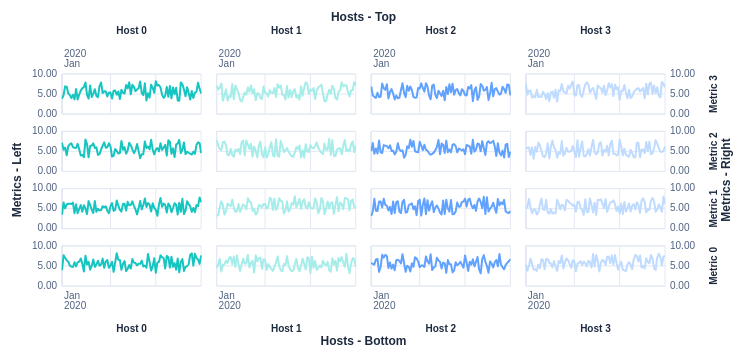 Hosts - Top
Host 0 Host 1 Host 2 Host 3
2020 2020 2020 2020
Jan Jan Jan Jan
10.00 10.00
5.00 5.00
0.00 0.00
Metric 3
10.00 10.00
5.00 5.00
0.00 0.00
Metric 2
Metrics - Left
Metrics - Right
10.00 10.00
5.00 5.00
0.00 0.00
Metric 1
10.00 10.00
5.00 5.00
0.00 0.00
Metric 0
Jan Jan Jan Jan
2020 2020 2020 2020
Host 0 Host 1 Host 2 Host 3
Hosts - Bottom